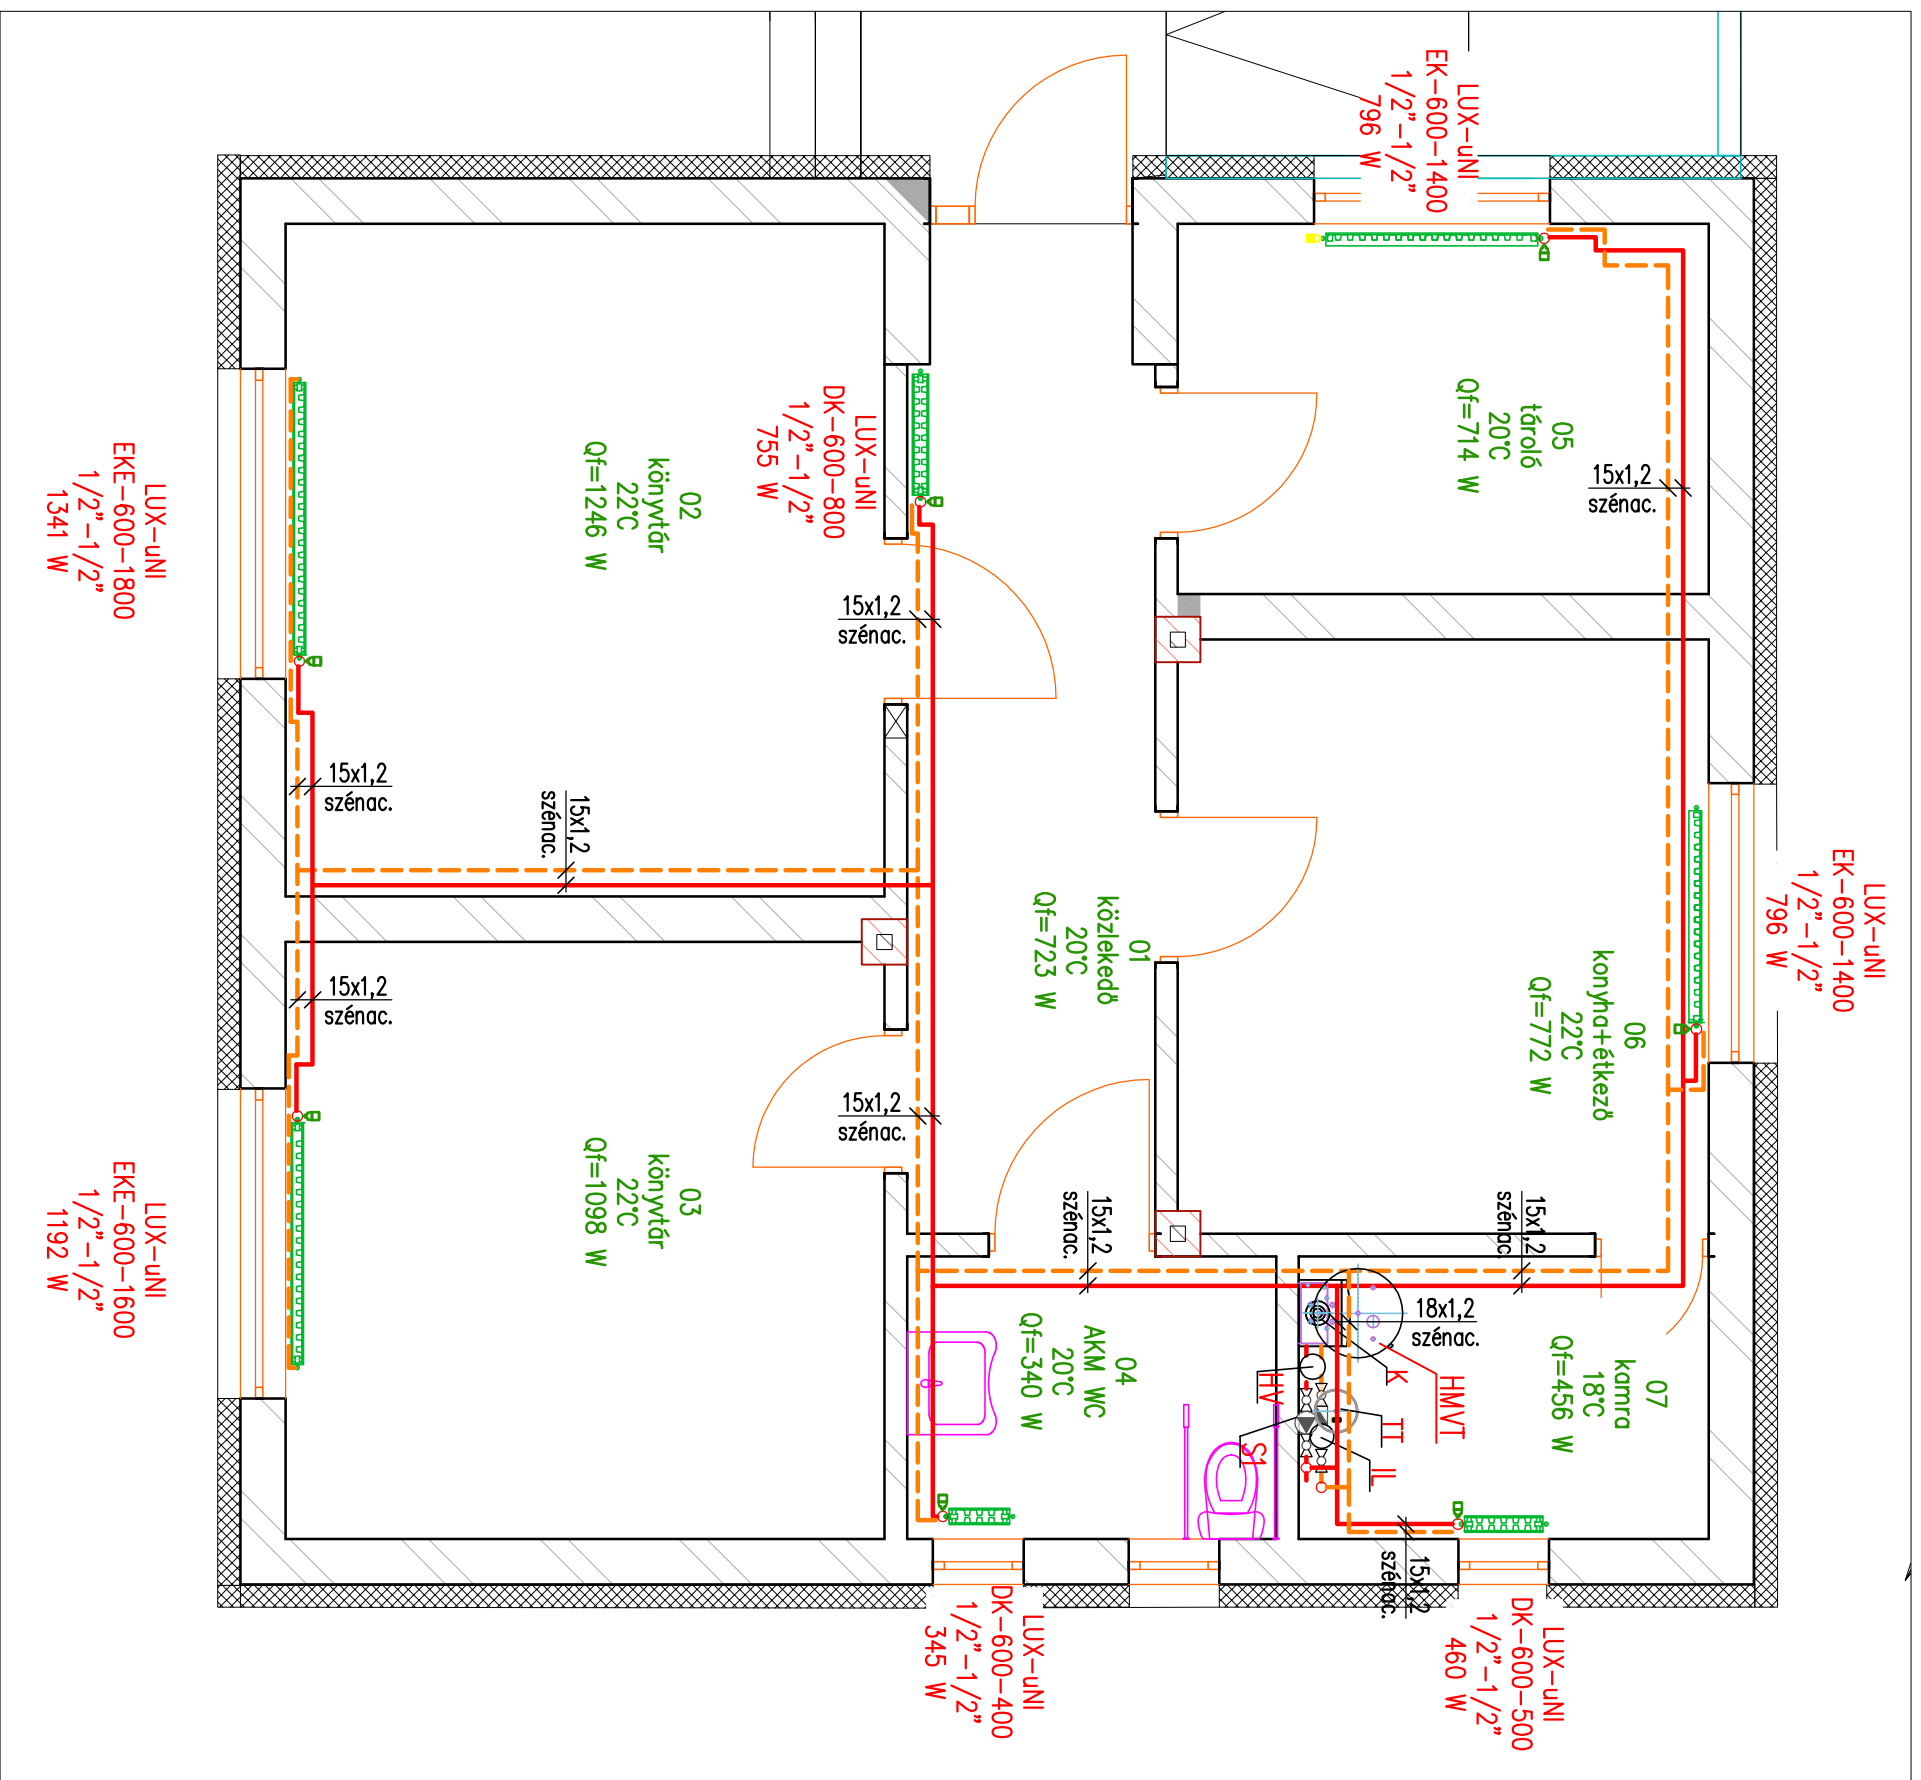 LUX-uNI
EK-600-1400
1/2"-1/2"
796 W
05
tároló
20°C
Qf=714 W
15x1,2
szénac.
02
könyvtár
22°C
Qf=1246 W
LUX-uNI
DK-600-800
1/2"-1/2"
755 W
LUX-uNI
EKE-600-1800
1/2"-1/2"
1341 W
15x1,2
szénac.
15x1,2
szénac.
15x1,2
szénac.
15x1,2
szénac.
01
közlekedő
20°C
Qf=723 W
06
konyha+étkező
22°C
Qf=772 W
LUX-uNI
EK-600-1400
1/2"-1/2"
796 W
15x1,2
szénac.
03
könyvtár
22°C
Qf=1098 W
LUX-uNI
EKE-600-1600
1/2"-1/2"
1192 W
15x1,2
szénac.
15x1,2
szénac.
18x1,2
szénac.
04
AKM WC
20°C
Qf=340 W
07
kamra
18°C
Qf=456 W
HMVT
K
TT
IL
HV
S1
15x1,2
szénac.
LUX-uNI
DK-600-400
1/2"-1/2"
345 W
LUX-uNI
DK-600-500
1/2"-1/2"
460 W